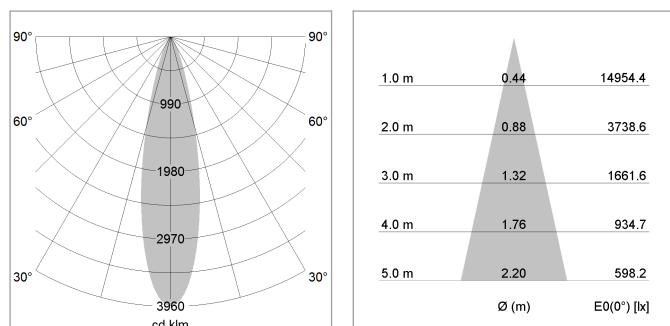 90° 90°
990
60° 60°
1980
2970
30° 30°
3960
cd klm
1.0 m 0.44 14954.4
2.0 m 0.88 3738.6
3.0 m 1.32 1661.6
4.0 m 1.76 934.7
5.0 m 2.20 598.2
Ø (m) E0(0°) [lx]